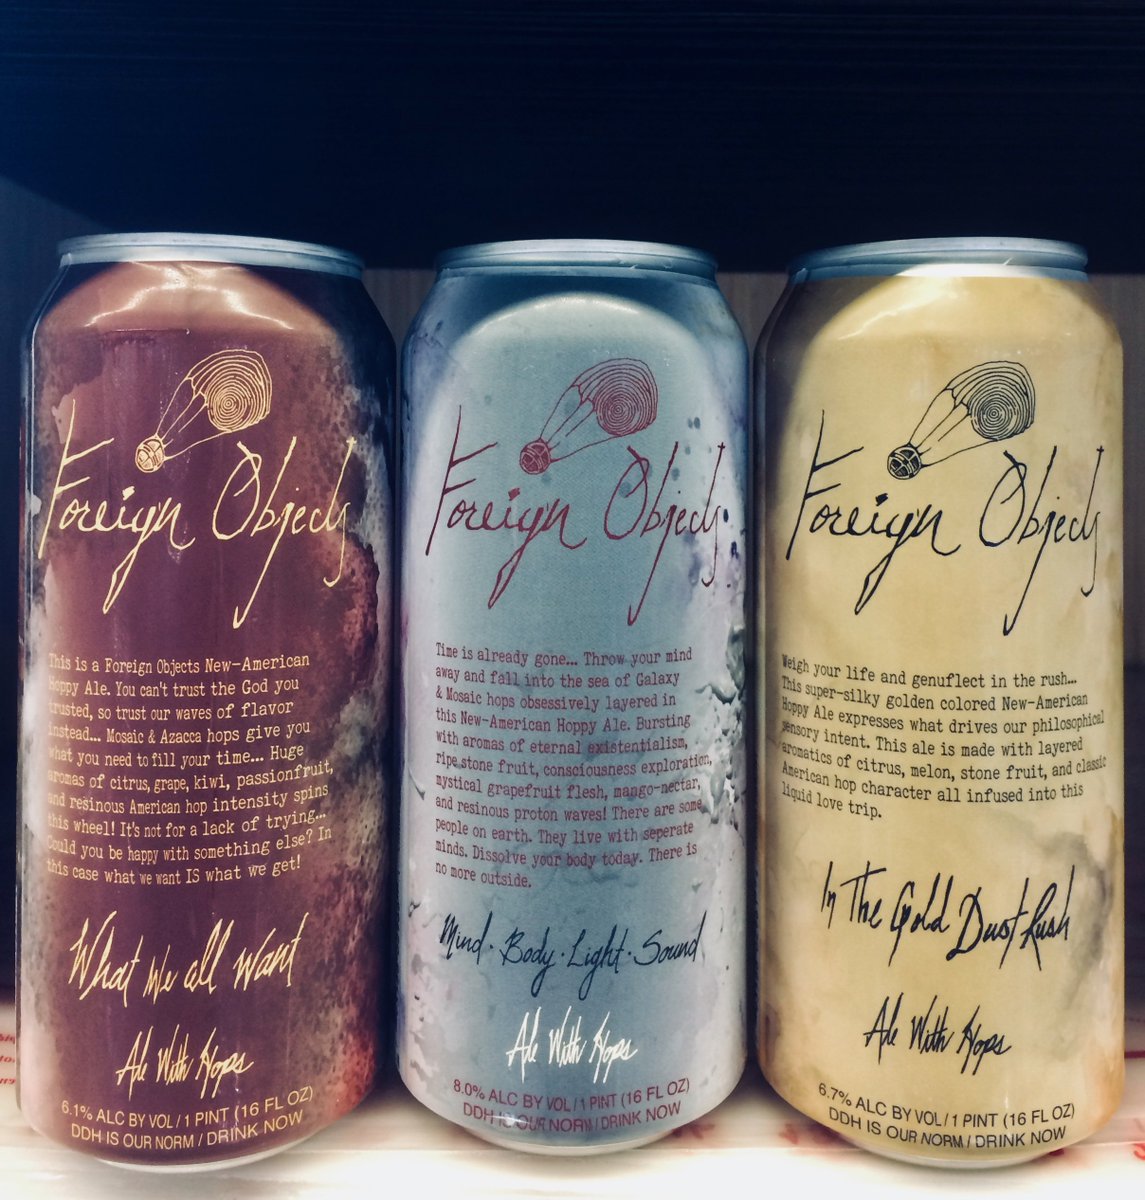 Foreign Objects
This is a Foreign Objects New-American
Hoppy Ale. You can't trust the God you
trusted, so trust our waves of flavor
instead... Mosaic & Azacca hops give you
what you need to fill your time... Huge
aromas of citrus, grape, kiwi, passionfruit,
and resinous American hop intensity spins
this wheel! It's not for a lack of trying...
Could you be happy with something else? In
this case what we want IS what we get!
What we all want
Ale With Hops
6.1% ALC BY VOL / 1 PINT (16 FL OZ)
DDH IS OUR NORM / DRINK NOW
Foreign Objects
Time is already gone... Throw your mind
away and fall into the sea of Galaxy
& Mosaic hops obsessively layered in
this New-American Hoppy Ale. Bursting
with aromas of eternal existentialism,
ripe stone fruit, consciousness exploration,
mystical grapefruit flesh, mango-nectar,
and resinous proton waves! There are some
people on earth. They live with seperate
minds. Dissolve your body today. There is
no more outside.
Mind · Body · Light · Sound
Ale With Hops
8.0% ALC BY VOL / 1 PINT (16 FL OZ)
DDH IS OUR NORM / DRINK NOW
Foreign Objects
Weigh your life and genuflect in the rush...
This super-silky golden colored New-American
Hoppy Ale expresses what drives our philosophical
sensory intent. This ale is made with layered
aromatics of citrus, melon, stone fruit, and classic
American hop character all infused into this
liquid love trip.
In The Gold Dust Rush
Ale With Hops
6.7% ALC BY VOL / 1 PINT (16 FL OZ)
DDH IS OUR NORM / DRINK NOW